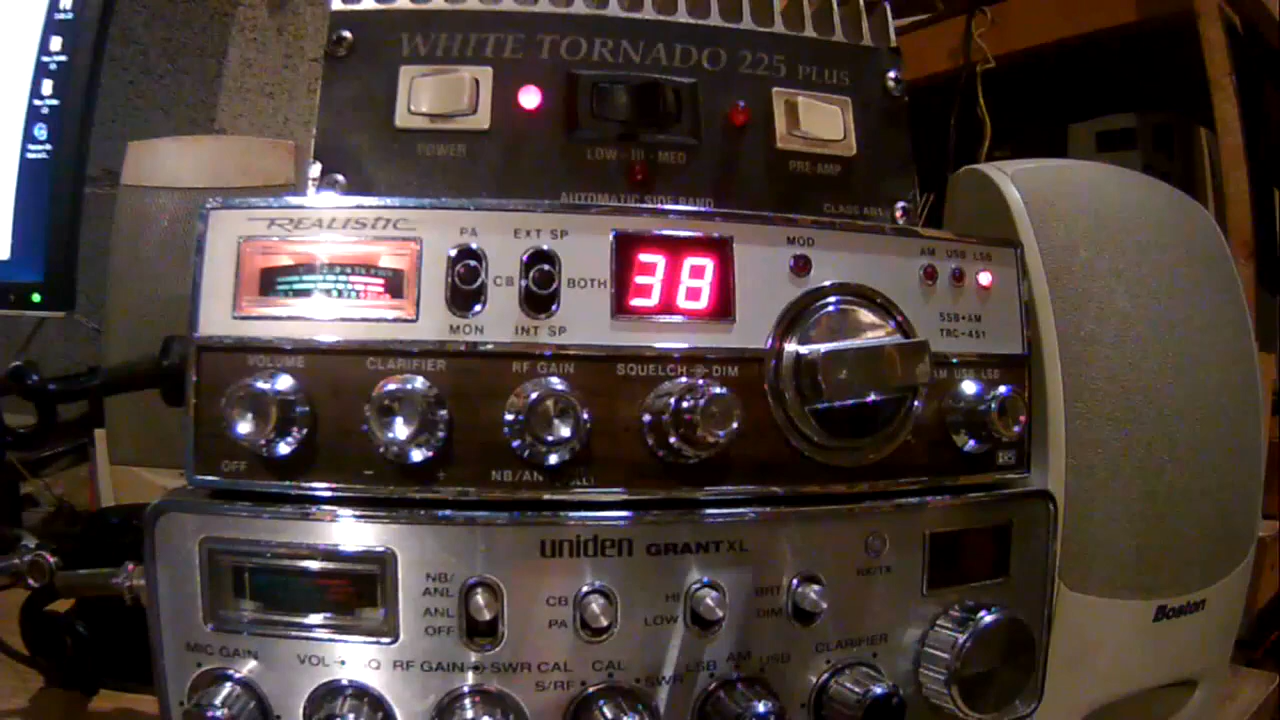 WHITE TORNADO 225 PLUS
POWER
LOW - HI - MED
PRE-AMP
AUTOMATIC SIDE BAND
CLASS AB1
REALISTIC
PA
EXT SP
MOD
AM USB LSB
CB
BOTH
38
MON
INT SP
SSB•AM
TRC-451
VOLUME
CLARIFIER
RF GAIN
SQUELCH
DIM
AM USB LSB
OFF
- +
NB/AN
uniden GRANT XL
RX/TX
NB/
ANL
ANL
OFF
CB
PA
HI
LOW
BRT
DIM
MIC GAIN
VOL
Q
RF GAIN
SWR CAL
CAL
S/RF
SWR
LSB
AM
USB
CLARIFIER
Boston